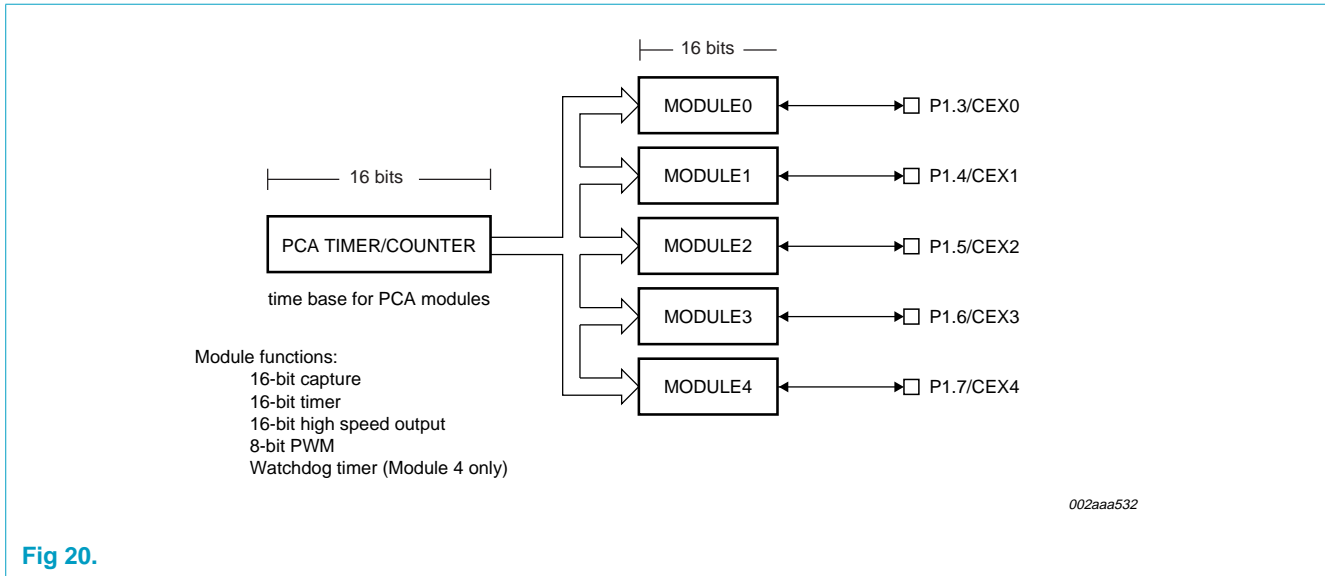 16 bits
MODULE0
P1.3/CEX0
MODULE1
P1.4/CEX1
16 bits
PCA TIMER/COUNTER
MODULE2
P1.5/CEX2
time base for PCA modules
MODULE3
P1.6/CEX3
MODULE4
P1.7/CEX4
Module functions:
16-bit capture
16-bit timer
16-bit high speed output
8-bit PWM
Watchdog timer (Module 4 only)
002aaa532
Fig 20.